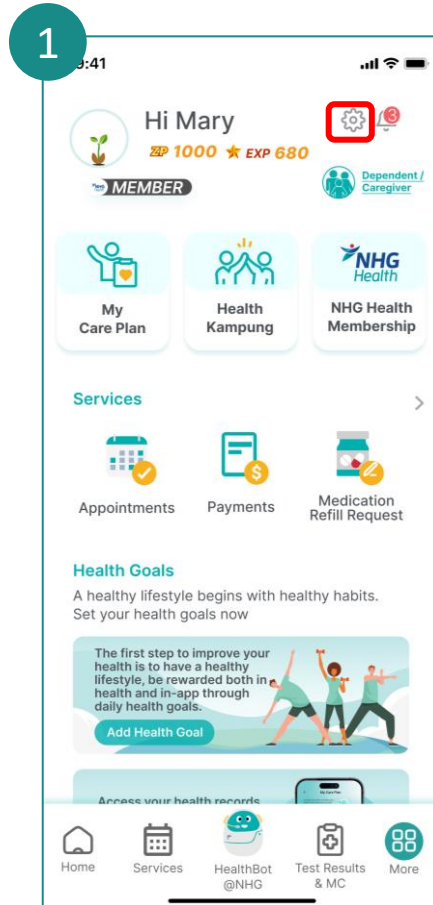 1
9:41
Hi Mary
3
ZP 1000 EXP 680
MEMBER
Dependent /
Caregiver
My
Care Plan
Health
Kampung
NHG
Health
NHG Health
Membership
Services
Appointments
Payments
Medication
Refill Request
Health Goals
A healthy lifestyle begins with healthy habits.
Set your health goals now
The first step to improve your
health is to have a healthy
lifestyle, be rewarded both in
health and in-app through
daily health goals.
Add Health Goal
Access your health records
My Care Plan
Home
Services
HealthBot
@NHG
Test Results
& MC
More